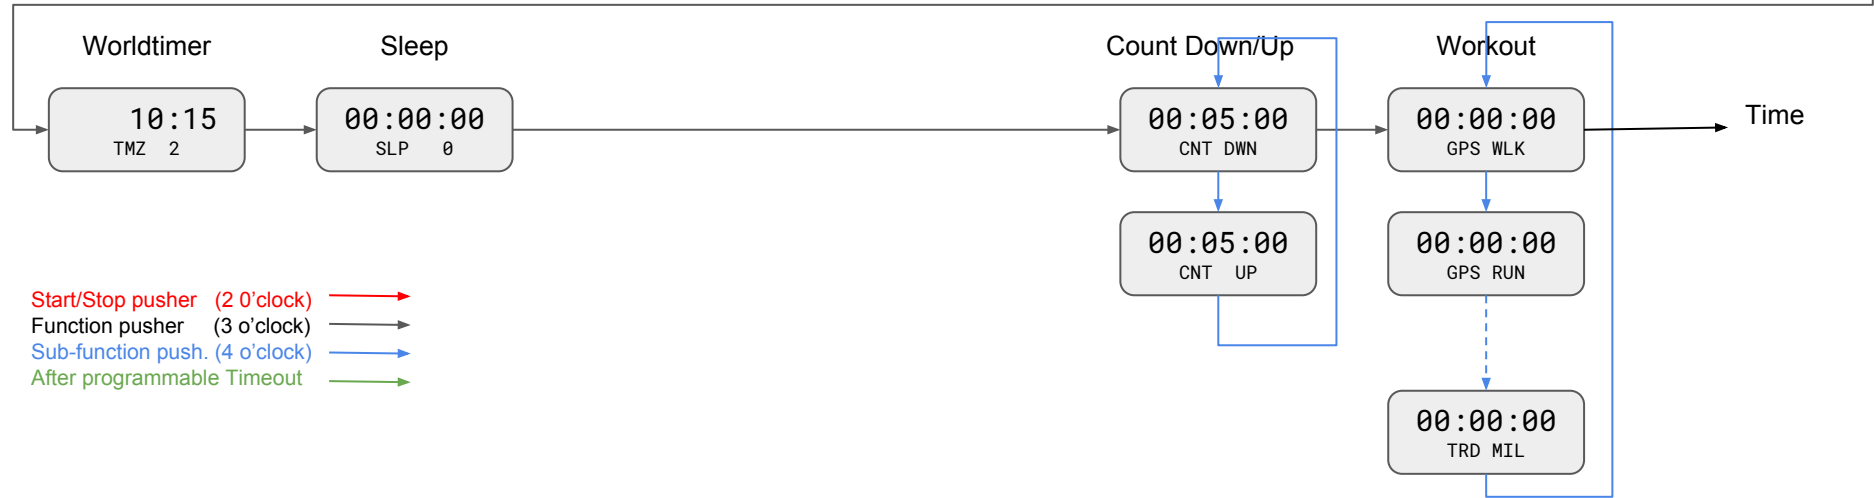 Worldtimer
Sleep
Count Down/Up
Workout
10:15
TMZ 2
00:00:00
SLP 0
00:05:00
CNT DWN
00:00:00
GPS WLK
Time
00:05:00
CNT UP
00:00:00
GPS RUN
Start/Stop pusher (2 0’clock)
Function pusher (3 o’clock)
Sub-function push. (4 o’clock)
After programmable Timeout
00:00:00
TRD MIL